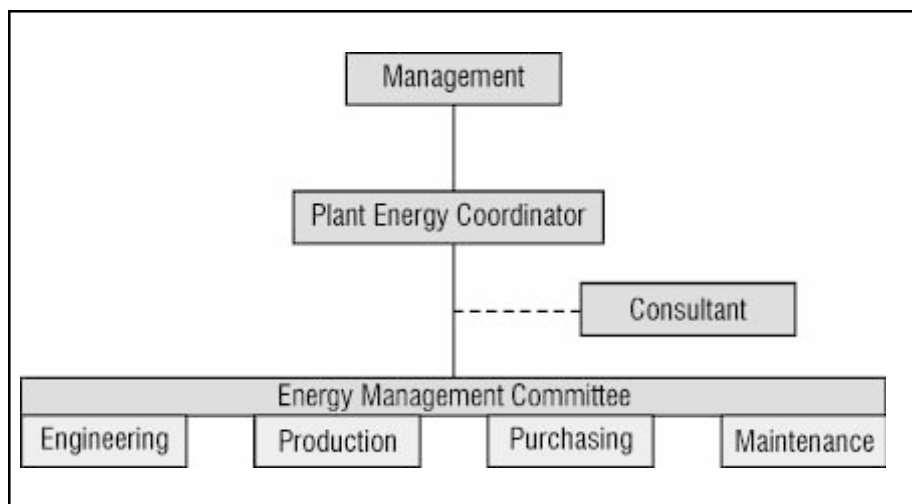 Management
Plant Energy Coordinator
Consultant
Energy Management Committee
Engineering
Production
Purchasing
Maintenance